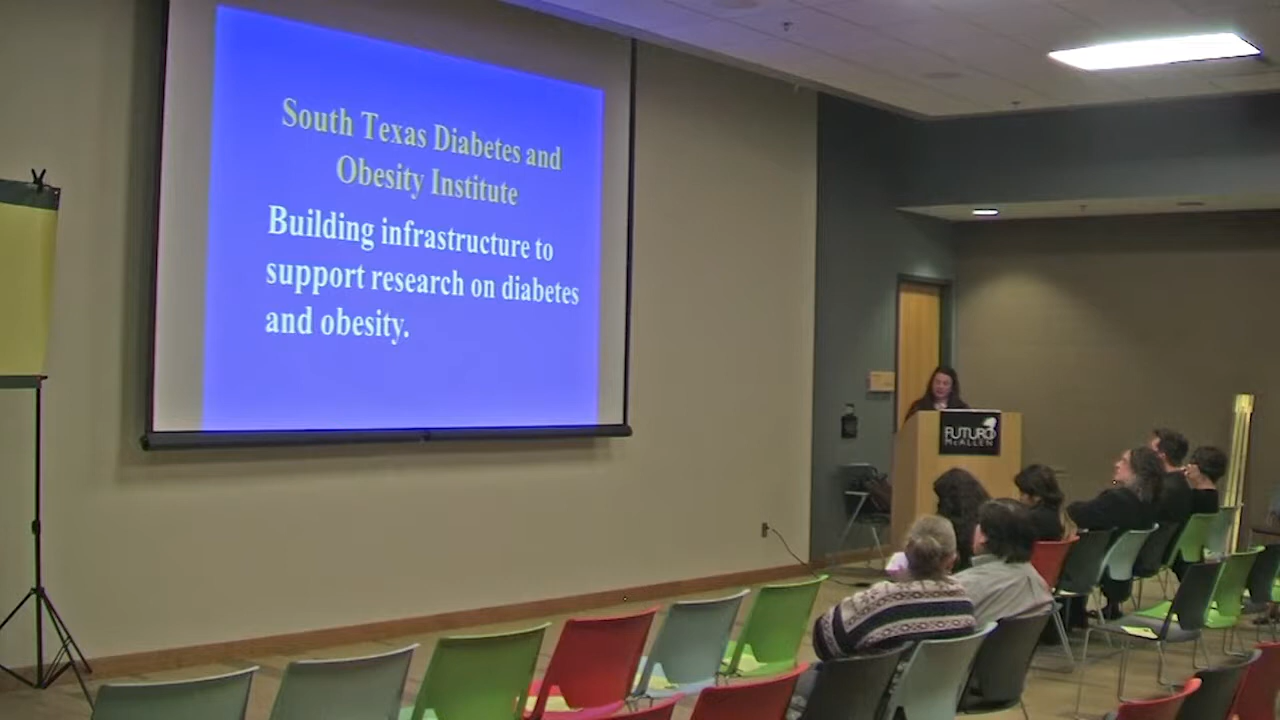 South Texas Diabetes and
Obesity Institute
Building infrastructure to
support research on diabetes
and obesity.
FUTURO
McALLEN